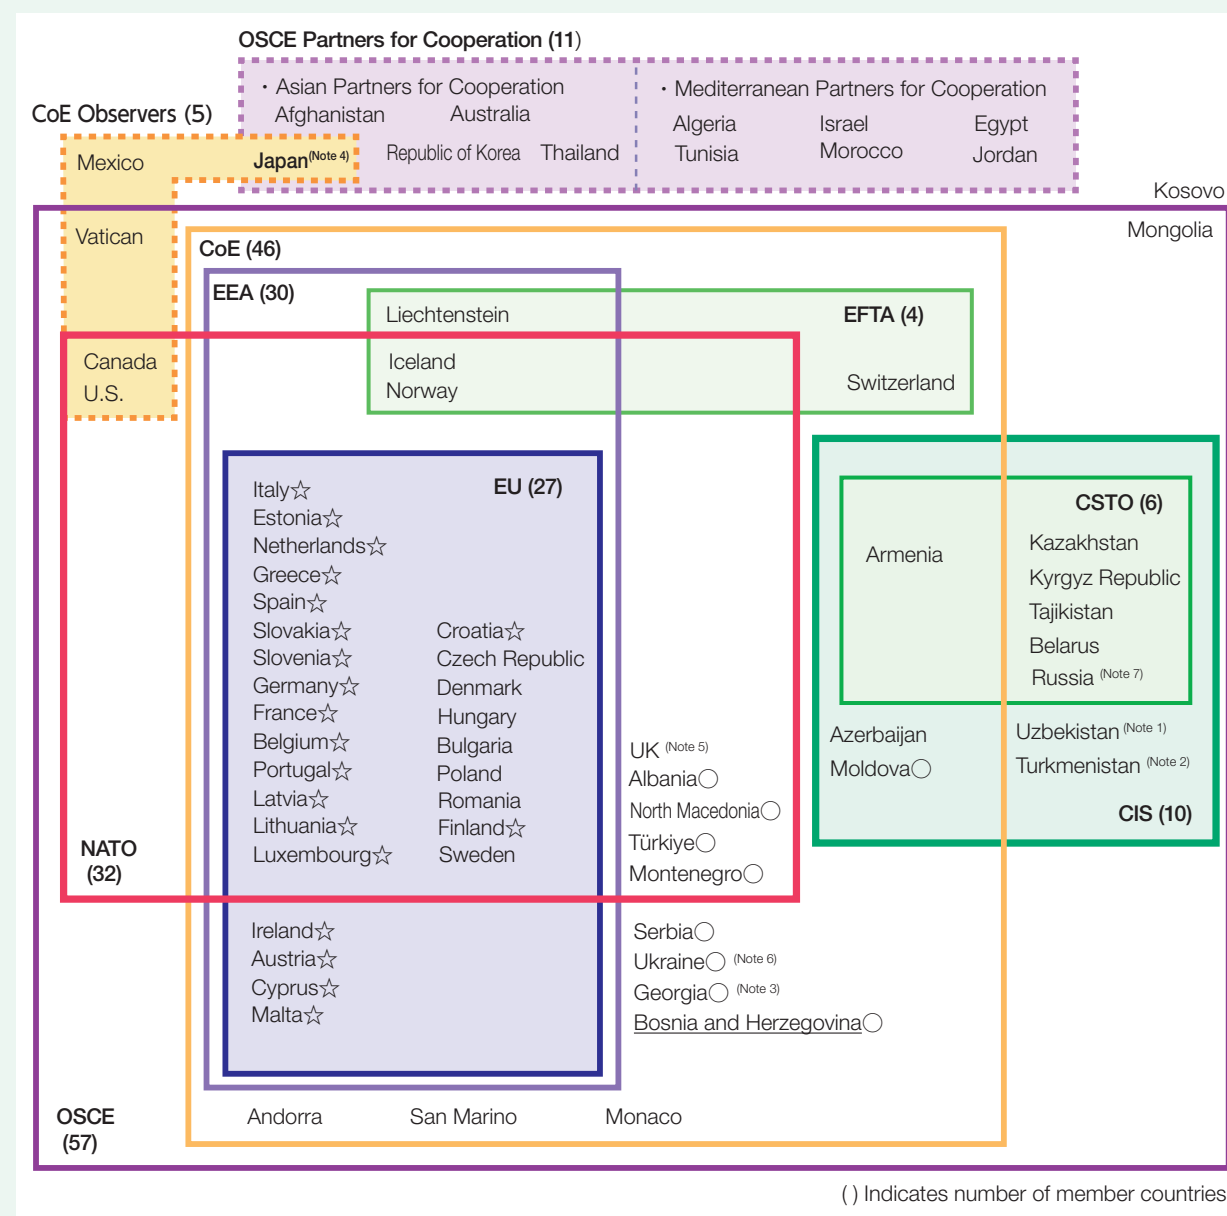 OSCE Partners for Cooperation (11)
・Asian Partners for Cooperation
Afghanistan Australia
Japan(Note 4) Republic of Korea Thailand
・Mediterranean Partners for Cooperation
Algeria Israel Egypt
Tunisia Morocco Jordan
CoE Observers (5)
Mexico
Vatican
Canada
U.S.
Kosovo
Mongolia
CoE (46)
EEA (30)
Liechtenstein
EFTA (4)
Iceland
Norway
Switzerland
EU (27)
Italy☆
Estonia☆
Netherlands☆
Greece☆
Spain☆
Slovakia☆
Slovenia☆
Germany☆
France☆
Belgium☆
Portugal☆
Latvia☆
Lithuania☆
Luxembourg☆
Croatia☆
Czech Republic
Denmark
Hungary
Bulgaria
Poland
Romania
Finland☆
Sweden
NATO
(32)
UK (Note 5)
Albania○
North Macedonia○
Türkiye○
Montenegro○
CSTO (6)
Armenia
Kazakhstan
Kyrgyz Republic
Tajikistan
Belarus
Russia (Note 7)
Azerbaijan
Moldova○
Uzbekistan (Note 1)
Turkmenistan (Note 2)
CIS (10)
Ireland☆
Austria☆
Cyprus☆
Malta☆
Serbia○
Ukraine○ (Note 6)
Georgia○ (Note 3)
Bosnia and Herzegovina○
OSCE
(57)
Andorra San Marino Monaco
( ) Indicates number of member countries